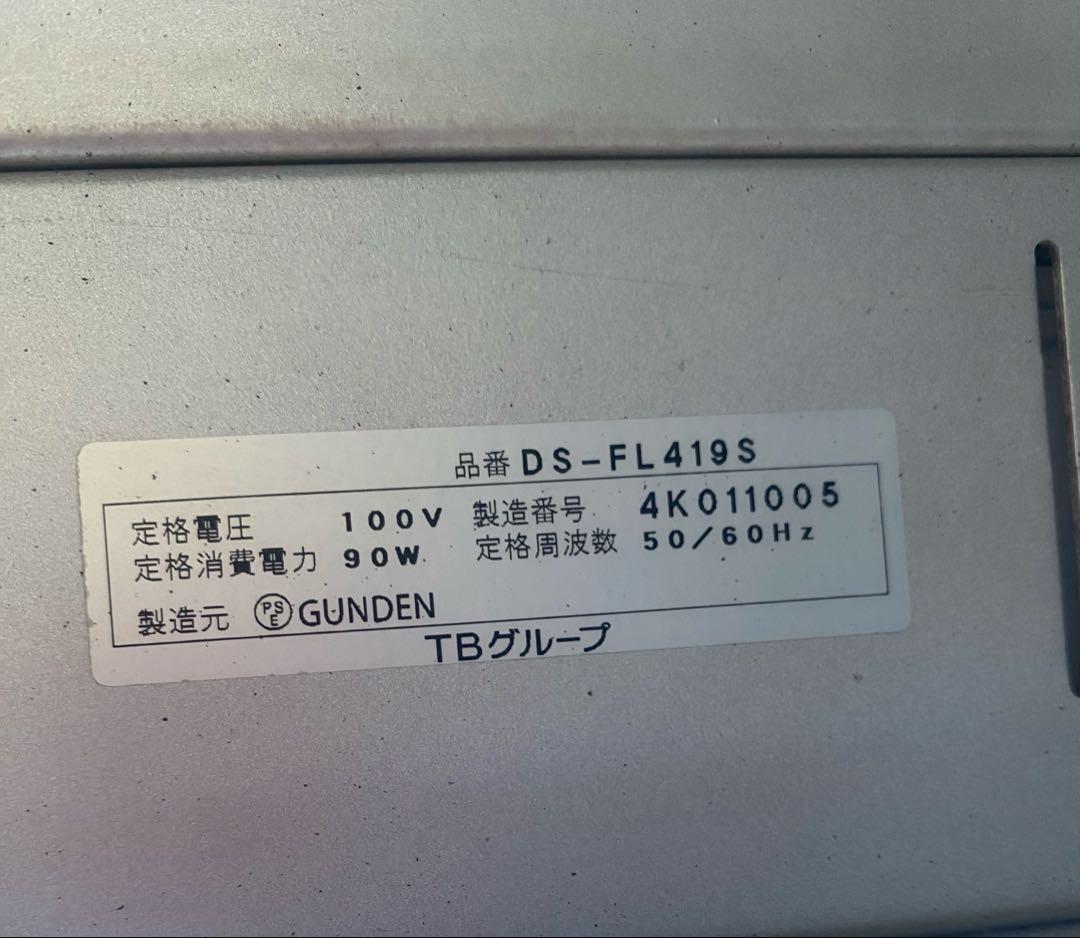 品番 DS-FL419S
定格電圧 100V 製造番号 4K011005
定格消費電力 90W 定格周波数 50/60Hz
製造元 PSE GUNDEN
TBグループ